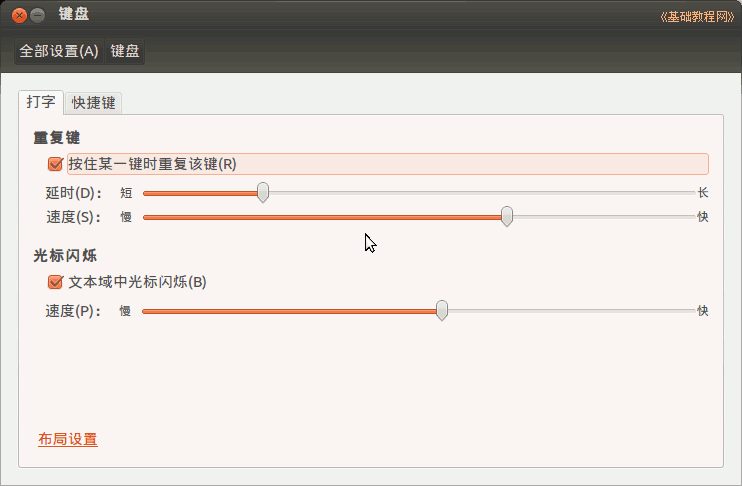 键盘
《基础教程网》
全部设置(A) 键盘
打字 快捷键
重复键
按住某一键时重复该键(R)
延时(D)： 短 长
速度(S)： 慢 快
光标闪烁
文本域中光标闪烁(B)
速度(P)： 慢 快
布局设置